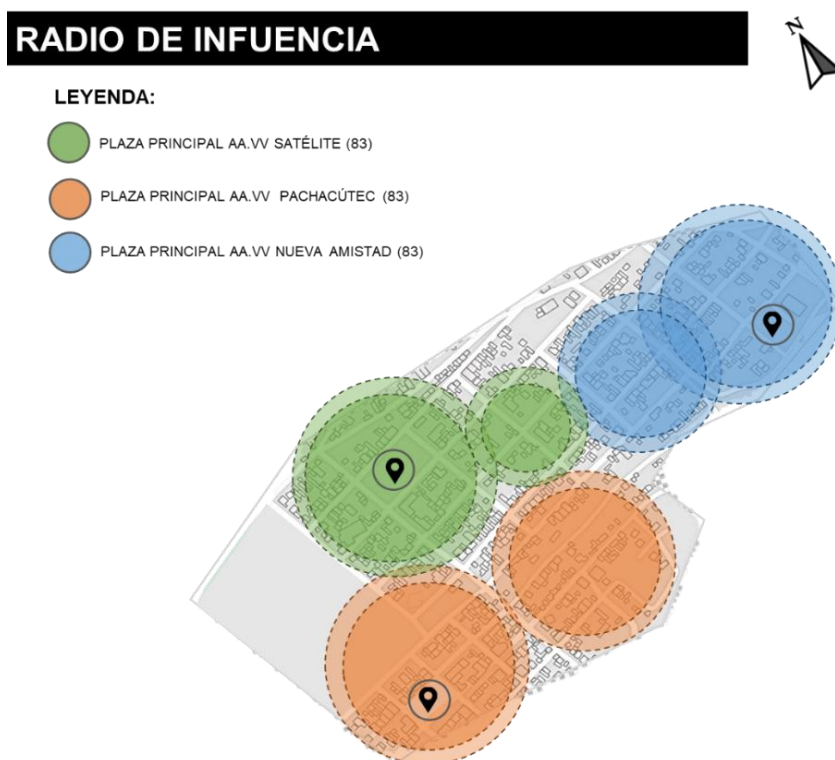 RADIO DE INFUENCIA
N
LEYENDA:
PLAZA PRINCIPAL AA.VV SATÉLITE (83)
PLAZA PRINCIPAL AA.VV PACHACÚTEC (83)
PLAZA PRINCIPAL AA.VV NUEVA AMISTAD (83)